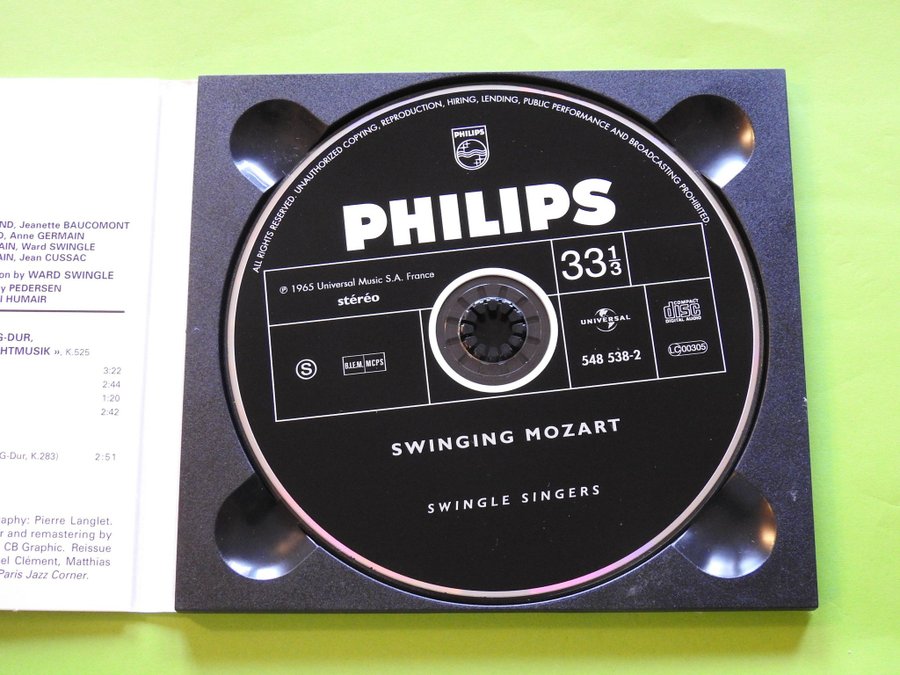 ND, Jeanette BAUCOMONT
Anne GERMAIN
AIN, Ward SWINGLE
AIN, Jean CUSSAC
on by WARD SWINGLE
y PEDERSEN
l HUMAIR
G-DUR,
HTMUSIK », K.525
3:22
2:44
1:20
2:42
G-Dur, K.283) 2:51
aphy: Pierre Langlet.
r and remastering by
CB Graphic. Reissue
el Clément, Matthias
Paris Jazz Corner.
ALL RIGHTS RESERVED. UNAUTHORIZED COPYING, REPRODUCTION, HIRING, LENDING, PUBLIC PERFORMANCE AND BROADCASTING PROHIBITED.
PHILIPS
PHILIPS
℗ 1965 Universal Music S.A. France
stéréo
33 1/3
S
B.I.E.M. MCPS
UNIVERSAL
548 538-2
COMPACT
disc
DIGITAL AUDIO
LC 00305
SWINGING MOZART
SWINGLE SINGERS